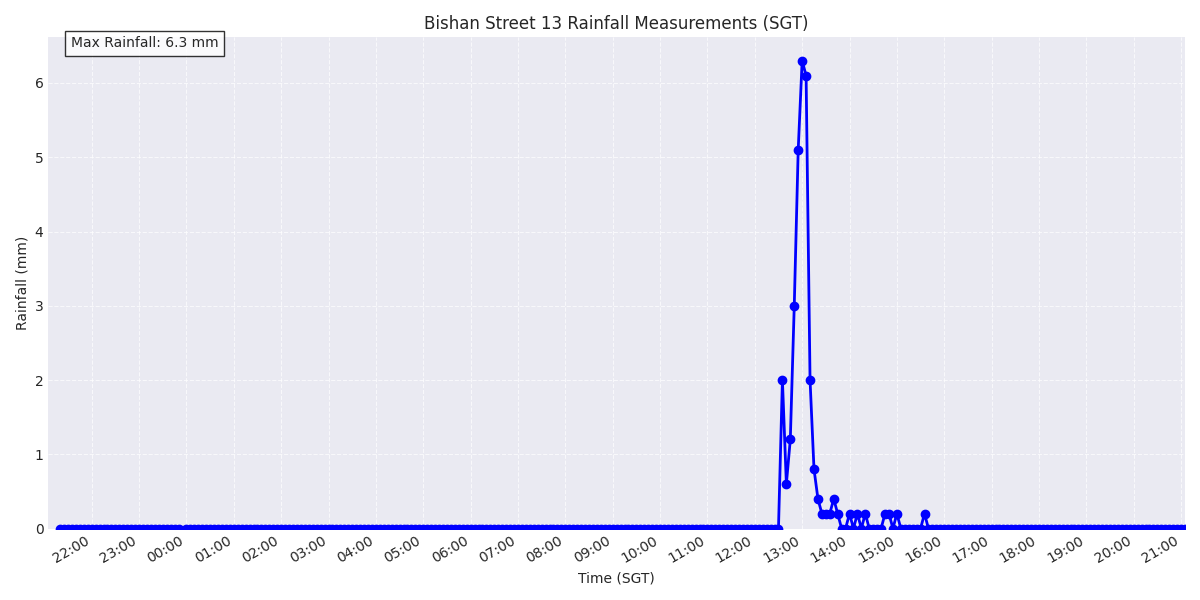 Bishan Street 13 Rainfall Measurements (SGT)
Max Rainfall: 6.3 mm
Rainfall (mm)
6
5
4
3
2
1
0
22:00 23:00 00:00 01:00 02:00 03:00 04:00 05:00 06:00 07:00 08:00 09:00 10:00 11:00 12:00 13:00 14:00 15:00 16:00 17:00 18:00 19:00 20:00 21:00
Time (SGT)